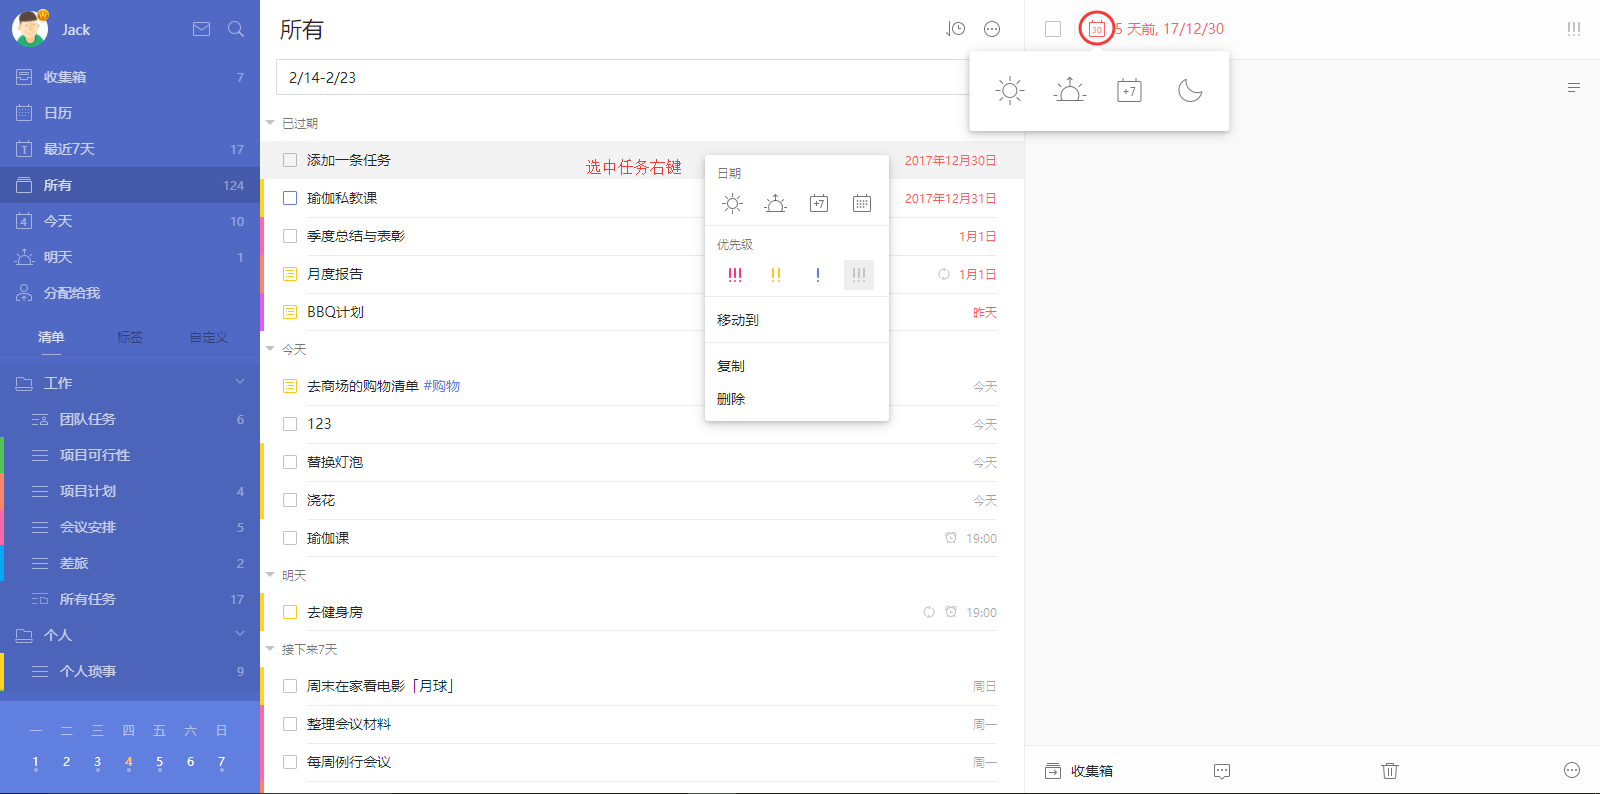 Jack
收集箱 7
日历
最近7天 17
所有 124
4 今天 10
明天 1
分配给我
清单 标签 自定义
工作
团队任务 6
项目可行性
项目计划 4
会议安排 5
差旅 2
所有任务 17
个人
个人琐事 9
一 二 三 四 五 六 日
1 2 3 4 5 6 7
所有
2/14-2/23
已过期
添加一条任务 2017年12月30日
选中任务右键
瑜伽私教课 2017年12月31日
季度总结与表彰 1月1日
月度报告 1月1日
BBQ计划 昨天
今天
去商场的购物清单 #购物 今天
123 今天
替换灯泡 今天
浇花 今天
瑜伽课 19:00
明天
去健身房 19:00
接下来7天
周末在家看电影「月球」 周日
整理会议材料 周一
每周例行会议 周一
日期
+7
优先级
!!! !! ! !!!
移动到
复制
删除
30 5 天前, 17/12/30 !!!
+7
收集箱